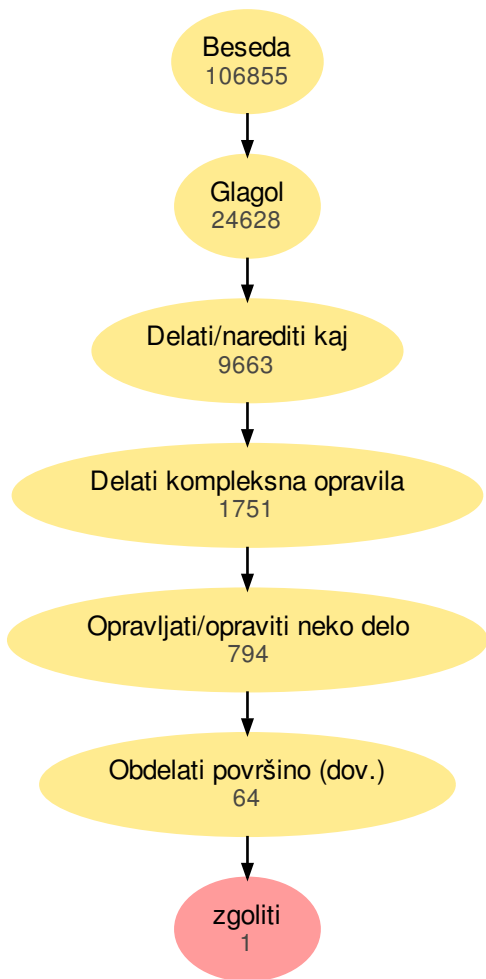 Beseda
106855
Glagol
24628
Delati/narediti kaj
9663
Delati kompleksna opravila
1751
Opravljati/opraviti neko delo
794
Obdelati površino (dov.)
64
zgoliti
1